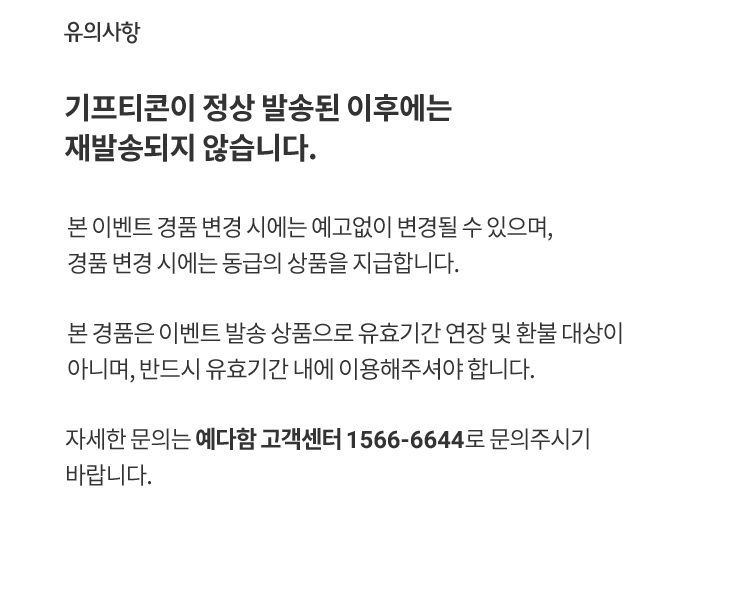 유의사항
기프티콘이 정상 발송된 이후에는
재발송되지 않습니다.
본 이벤트 경품 변경 시에는 예고없이 변경될 수 있으며,
경품 변경 시에는 동급의 상품을 지급합니다.
본 경품은 이벤트 발송 상품으로 유효기간 연장 및 환불 대상이
아니며, 반드시 유효기간 내에 이용해주셔야 합니다.
자세한 문의는 예다함 고객센터 1566-6644로 문의주시기
바랍니다.